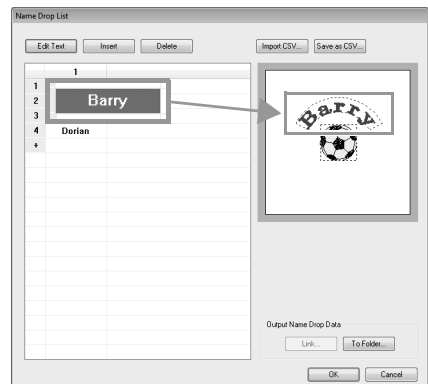 Name Drop List
Edit Text Insert Delete Import CSV... Save as CSV...
1
1
2 Barry
3
4 Dorian
+
Barry
Output Name Drop Data
Link... To Folder...
OK Cancel